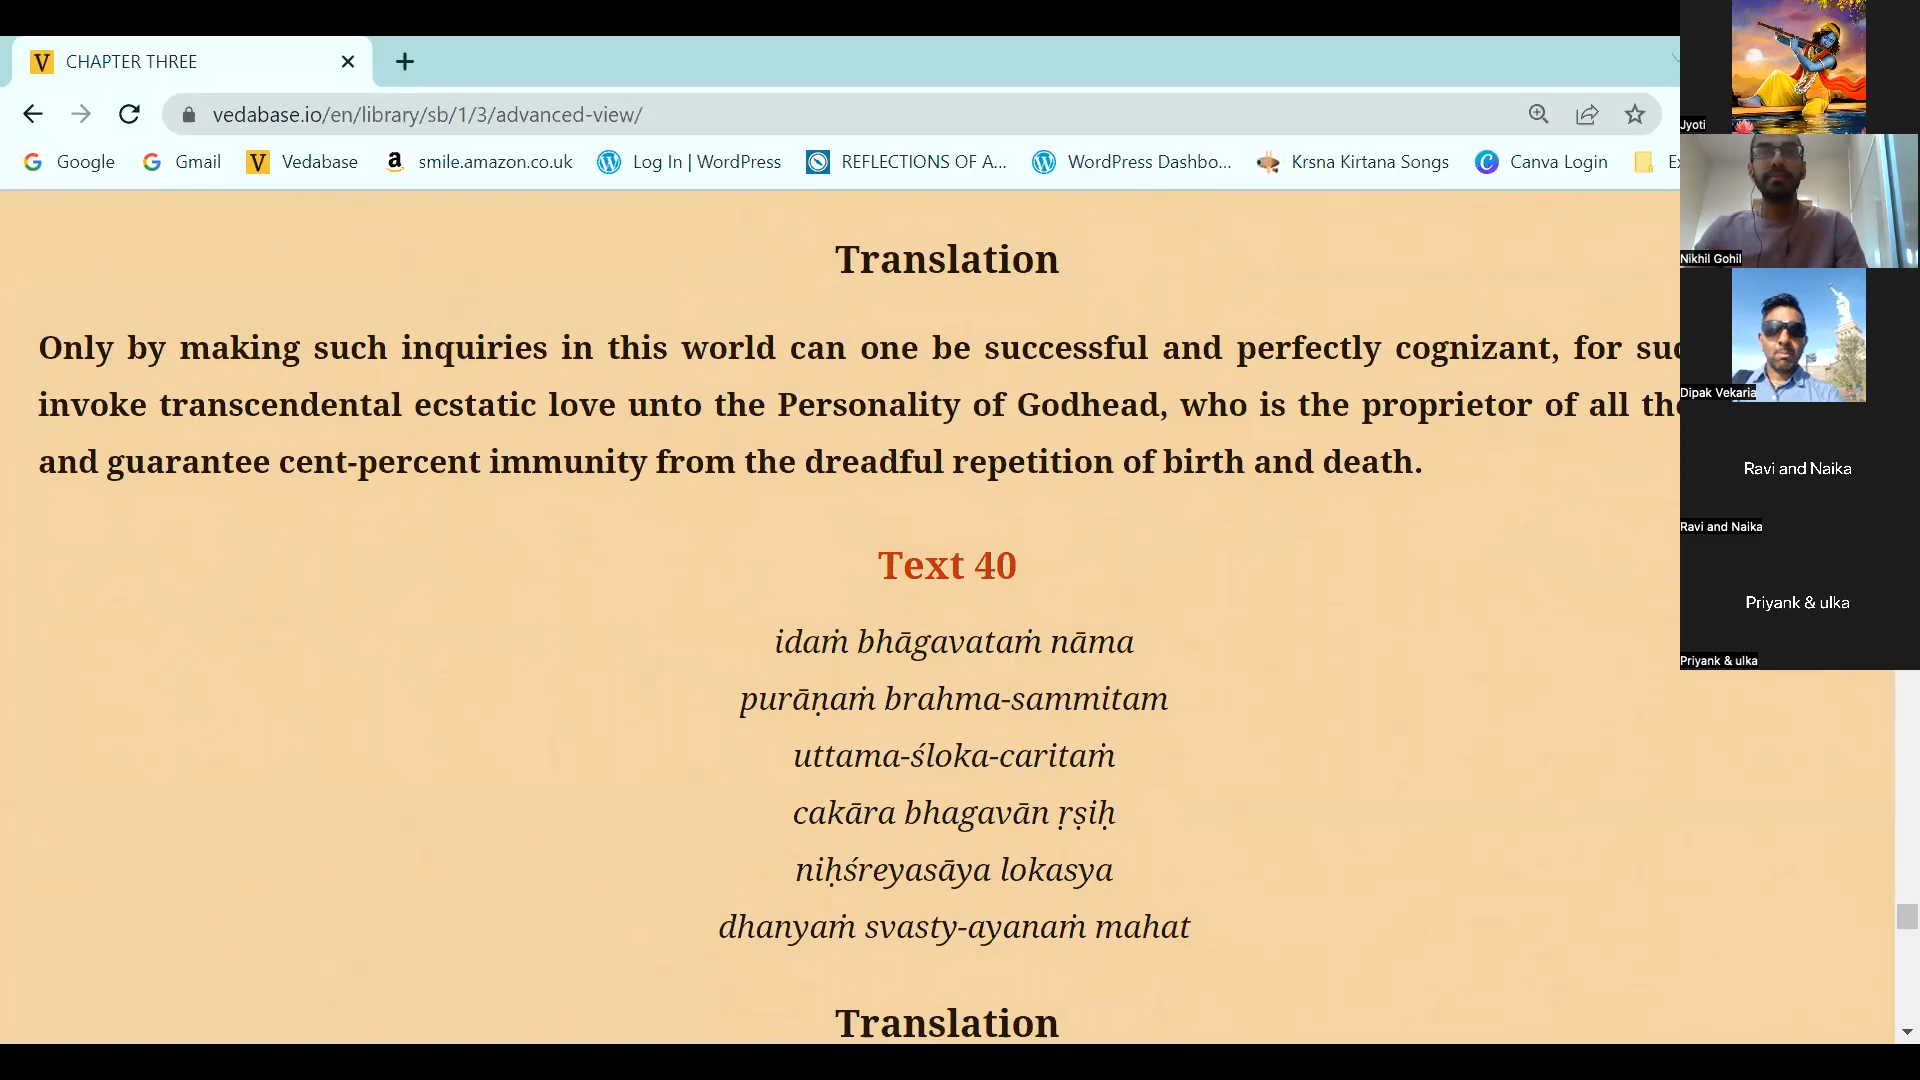 CHAPTER THREE
vedabase.io/en/library/sb/1/3/advanced-view/
Google Gmail Vedabase smile.amazon.co.uk Log In | WordPress REFLECTIONS OF A... WordPress Dashbo... Krsna Kirtana Songs Canva Login
Translation
Only by making such inquiries in this world can one be successful and perfectly cognizant, for
invoke transcendental ecstatic love unto the Personality of Godhead, who is the proprietor of all
and guarantee cent-percent immunity from the dreadful repetition of birth and death.
Text 40
idaṁ bhāgavataṁ nāma
purāṇaṁ brahma-sammitam
uttama-śloka-caritaṁ
cakāra bhagavān ṛṣiḥ
niḥśreyasāya lokasya
dhanyaṁ svasty-ayanaṁ mahat
Translation
Jyoti
Nikhil Gohil
Dipak Vekaria
Ravi and Naika
Ravi and Naika
Priyank & ulka
Priyank & ulka